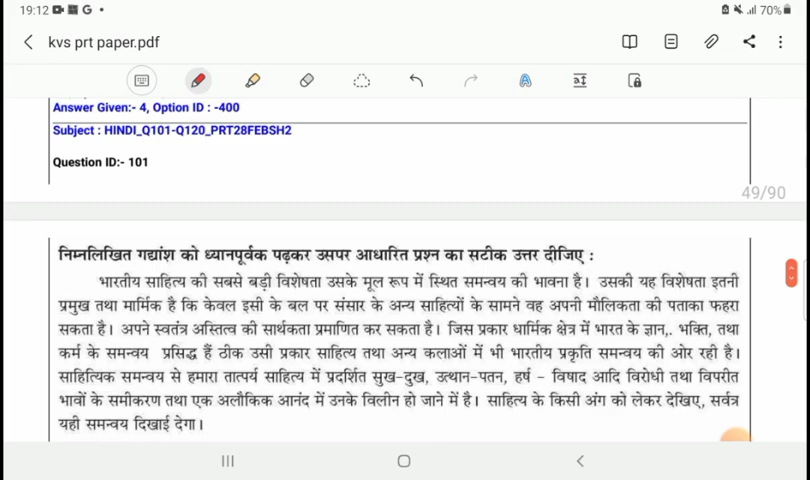 19:12 G • 70%
kvs prt paper.pdf
Answer Given:- 4, Option ID : -400
Subject : HINDI_Q101-Q120_PRT28FEBSH2
Question ID:- 101
49/90
निम्नलिखित गद्यांश को ध्यानपूर्वक पढ़कर उसपर आधारित प्रश्न का सटीक उत्तर दीजिए :
भारतीय साहित्य की सबसे बड़ी विशेषता उसके मूल रूप में स्थित समन्वय की भावना है। उसकी यह विशेषता इतनी
प्रमुख तथा मार्मिक है कि केवल इसी के बल पर संसार के अन्य साहित्यों के सामने वह अपनी मौलिकता की पताका फहरा
सकता है। अपने स्वतंत्र अस्तित्व की सार्थकता प्रमाणित कर सकता है। जिस प्रकार धार्मिक क्षेत्र में भारत के ज्ञान,. भक्ति, तथा
कर्म के समन्वय प्रसिद्ध हैं ठीक उसी प्रकार साहित्य तथा अन्य कलाओं में भी भारतीय प्रकृति समन्वय की ओर रही है।
साहित्यिक समन्वय से हमारा तात्पर्य साहित्य में प्रदर्शित सुख-दुख, उत्थान-पतन, हर्ष - विषाद आदि विरोधी तथा विपरीत
भावों के समीकरण तथा एक अलौकिक आनंद में उनके विलीन हो जाने में है। साहित्य के किसी अंग को लेकर देखिए, सर्वत्र
यही समन्वय दिखाई देगा।